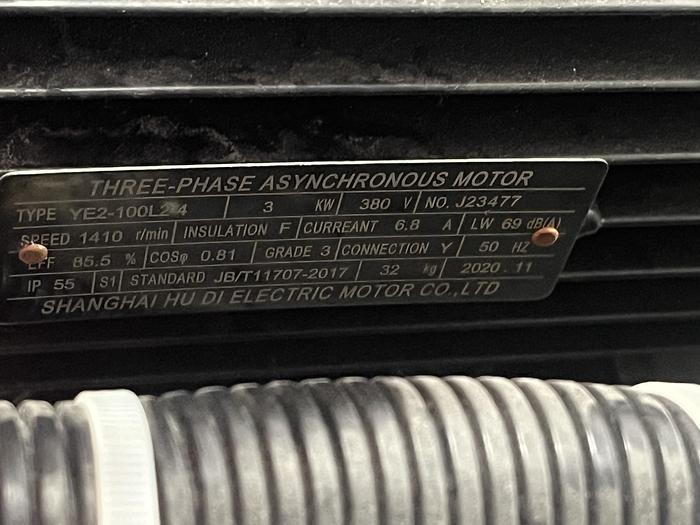 THREE-PHASE ASYNCHRONOUS MOTOR
TYPE YE2-100L2-4 3 KW 380 V NO. J23477
SPEED 1410 r/min INSULATION F CURREANT 6.8 A LW 69 dB(A)
EFF 85.5 % COSφ 0.81 GRADE 3 CONNECTION Y 50 HZ
IP 55 S1 STANDARD JB/T11707-2017 32 kg 2020.11
SHANGHAI HU DI ELECTRIC MOTOR CO.,LTD